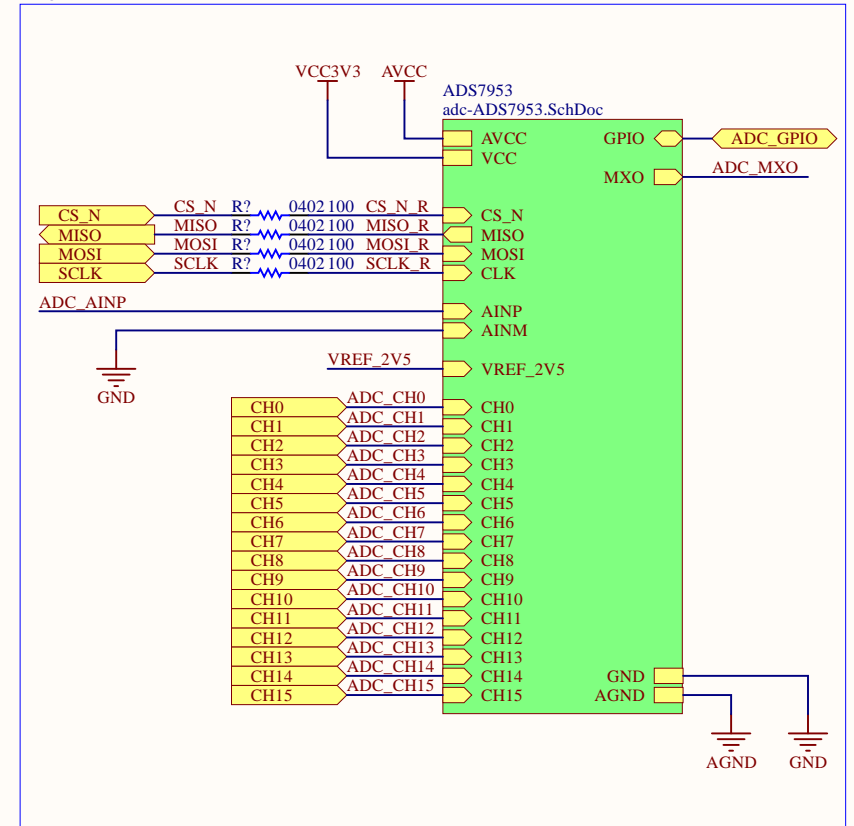 VCC3V3 AVCC
ADS7953
adc-ADS7953.SchDoc
AVCC GPIO ADC_GPIO
VCC
MXO ADC_MXO
CS_N CS_N R? 0402 100 CS_N_R CS_N
MISO MISO R? 0402 100 MISO_R MISO
MOSI MOSI R? 0402 100 MOSI_R MOSI
SCLK SCLK R? 0402 100 SCLK_R CLK
ADC_AINP AINP
AINM
VREF_2V5 VREF_2V5
GND
CH0 ADC_CH0 CH0
CH1 ADC_CH1 CH1
CH2 ADC_CH2 CH2
CH3 ADC_CH3 CH3
CH4 ADC_CH4 CH4
CH5 ADC_CH5 CH5
CH6 ADC_CH6 CH6
CH7 ADC_CH7 CH7
CH8 ADC_CH8 CH8
CH9 ADC_CH9 CH9
CH10 ADC_CH10 CH10
CH11 ADC_CH11 CH11
CH12 ADC_CH12 CH12
CH13 ADC_CH13 CH13
CH14 ADC_CH14 CH14 GND
CH15 ADC_CH15 CH15 AGND
AGND GND